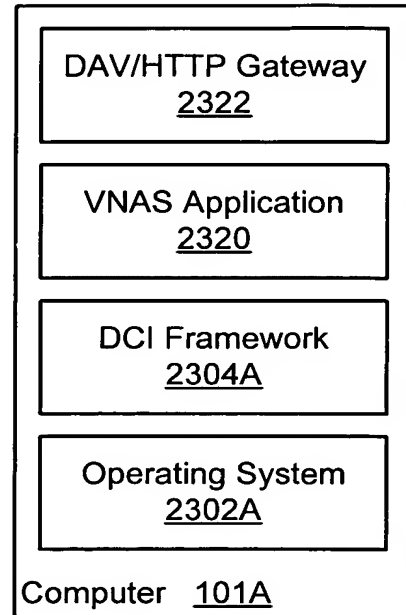 DAV/HTTP Gateway
2322
VNAS Application
2320
DCI Framework
2304A
Operating System
2302A
Computer 101A